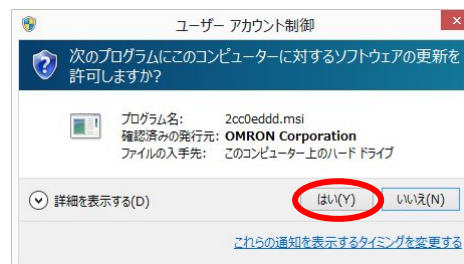 ユーザー アカウント制御
次のプログラムにこのコンピューターに対するソフトウェアの更新を
許可しますか?
プログラム名: 2cc0eddd.msi
確認済みの発行元: OMRON Corporation
ファイルの入手先: このコンピューター上のハード ドライブ
詳細を表示する(D) はい(Y) いいえ(N)
これらの通知を表示するタイミングを変更する